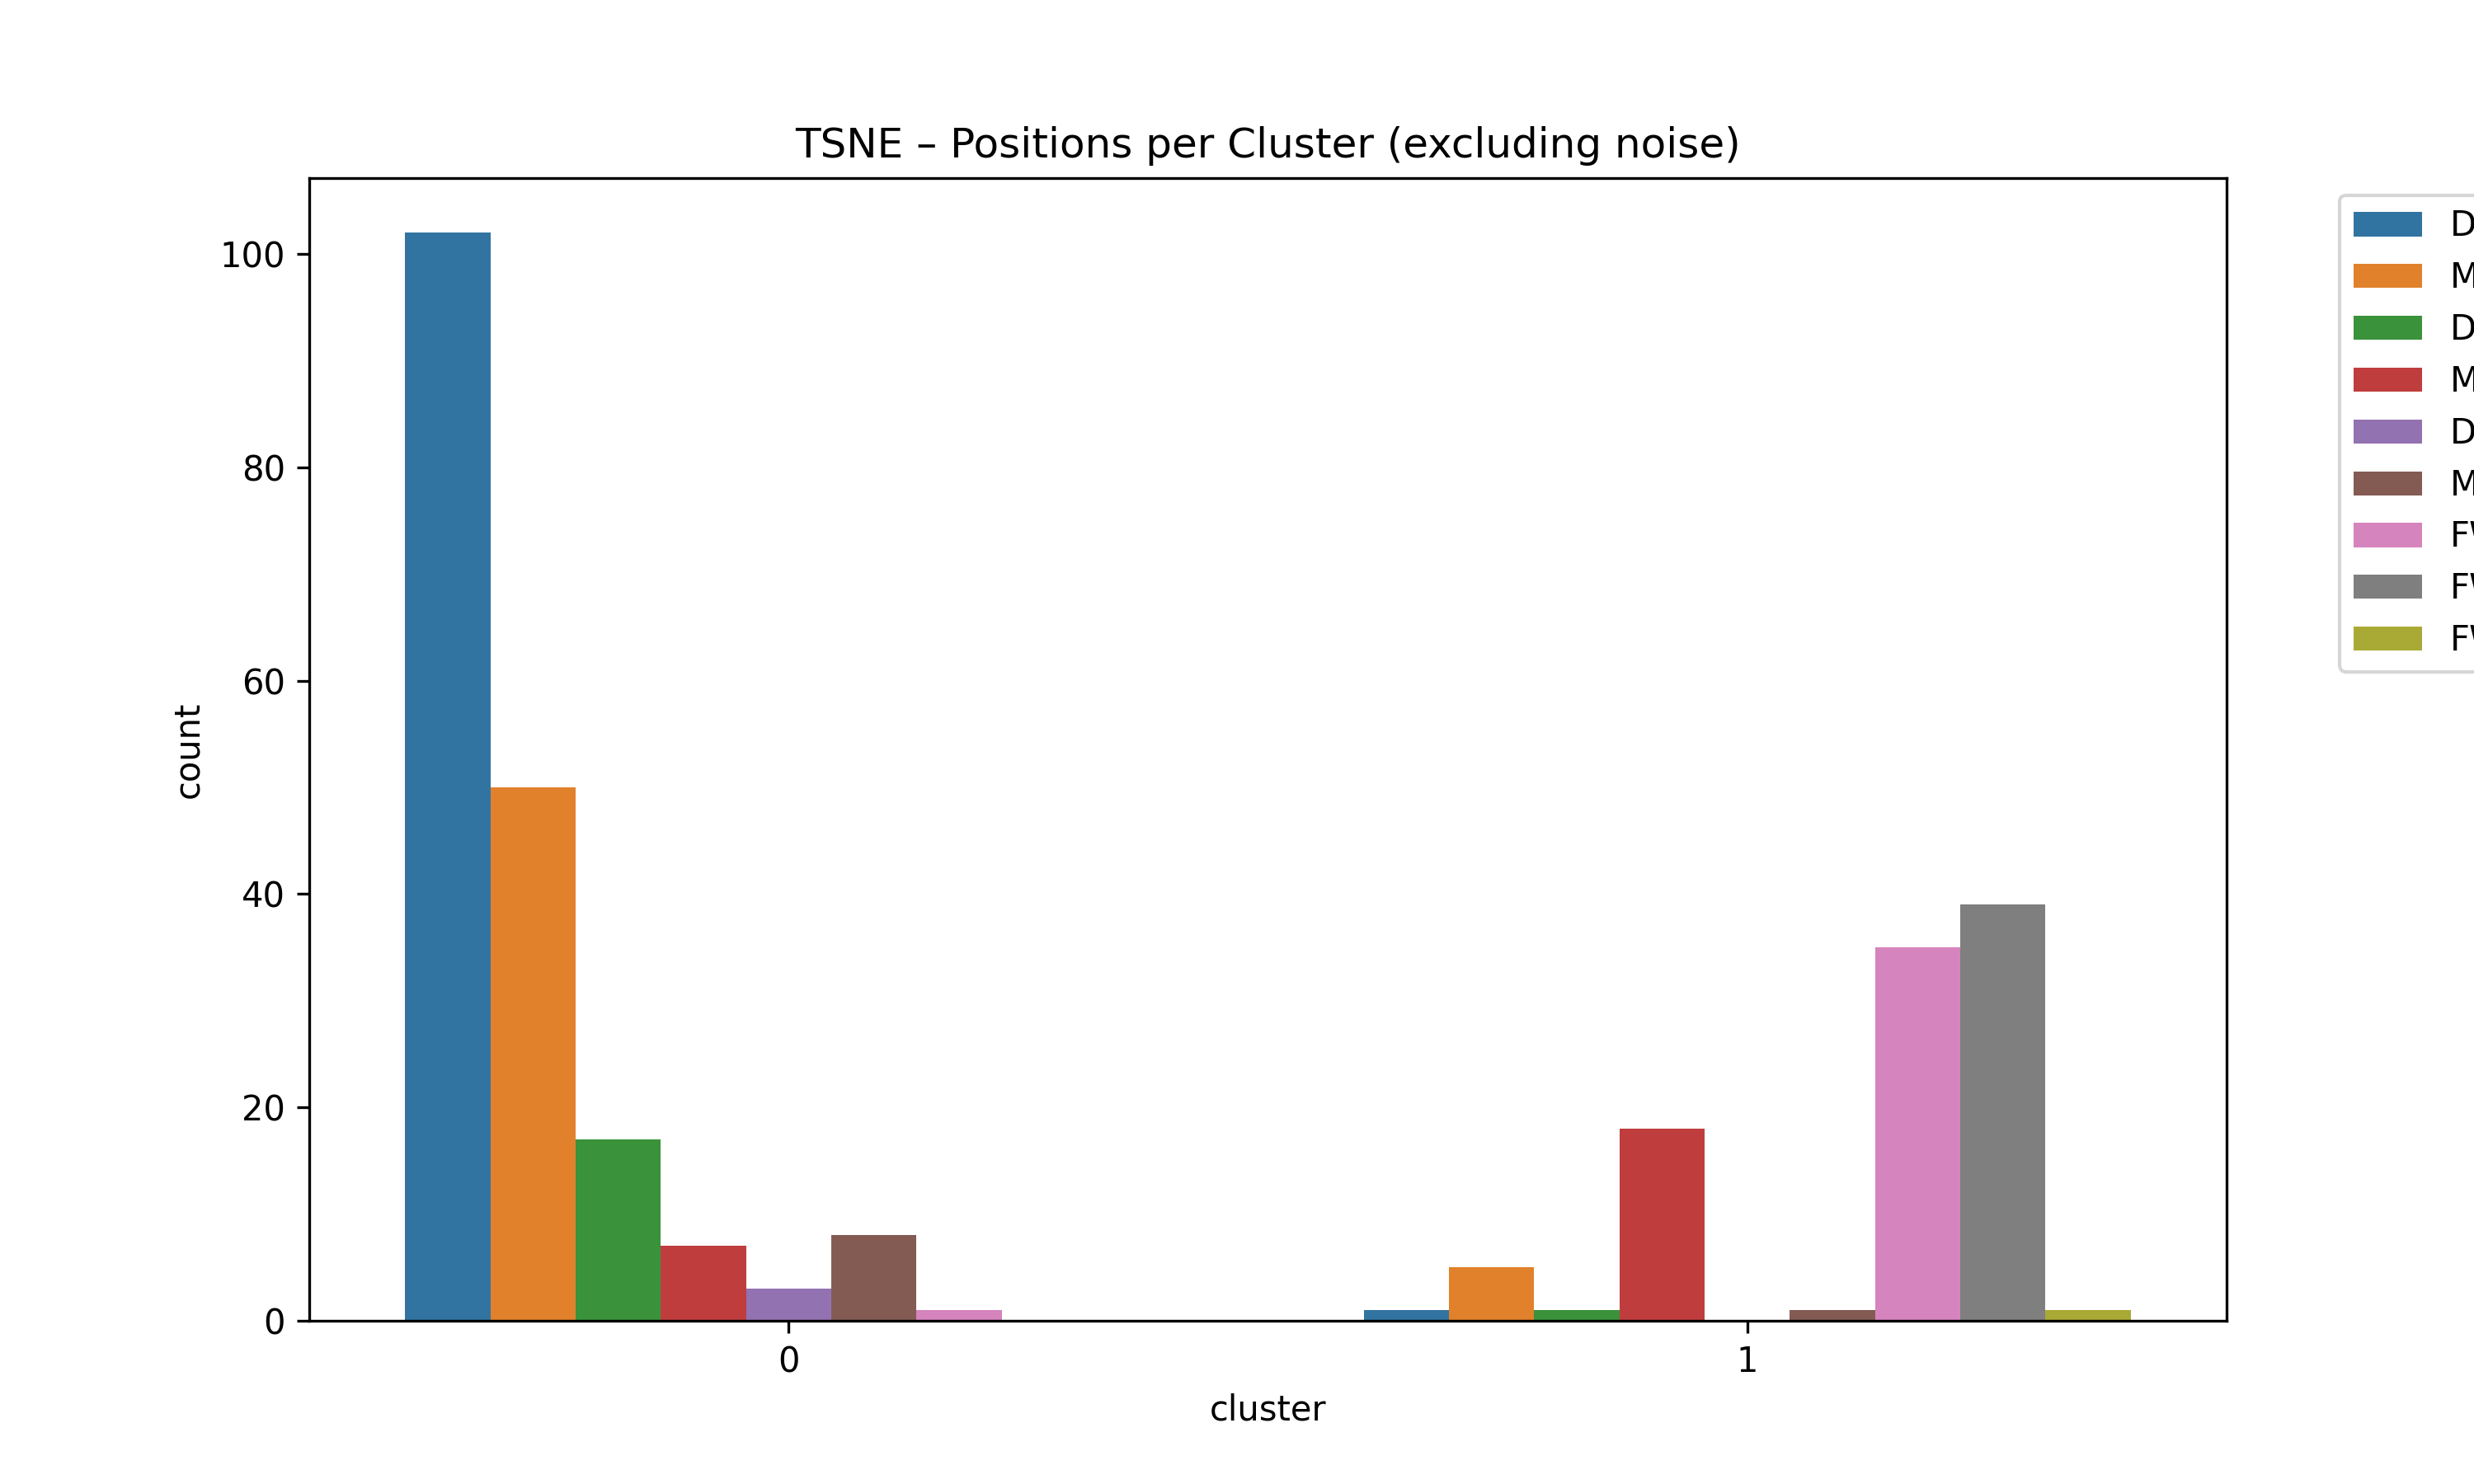 TSNE – Positions per Cluster (excluding noise)
100
80
60
40
20
0
count
0 1
cluster
D
M
D
M
D
M
F
F
F